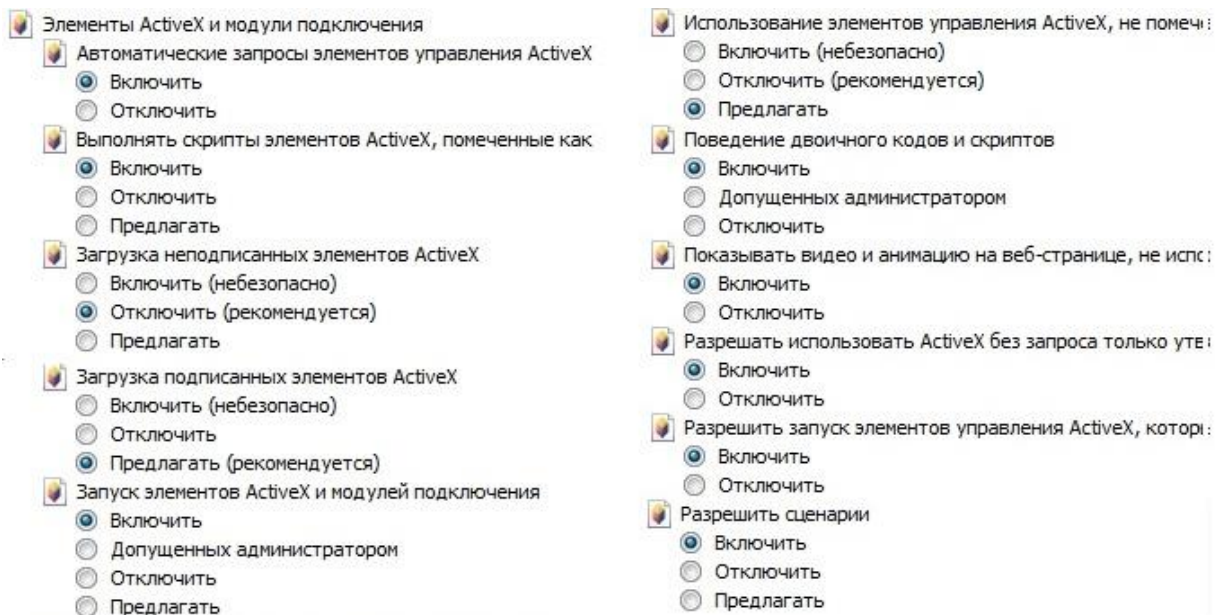 Элементы ActiveX и модули подключения
Автоматические запросы элементов управления ActiveX
Включить
Отключить
Выполнять скрипты элементов ActiveX, помеченные как
Включить
Отключить
Предлагать
Загрузка неподписанных элементов ActiveX
Включить (небезопасно)
Отключить (рекомендуется)
Предлагать
Загрузка подписанных элементов ActiveX
Включить (небезопасно)
Отключить
Предлагать (рекомендуется)
Запуск элементов ActiveX и модулей подключения
Включить
Допущенных администратором
Отключить
Предлагать
Использование элементов управления ActiveX, не
Включить (небезопасно)
Отключить (рекомендуется)
Предлагать
Поведение двоичного кодов и скриптов
Включить
Допущенных администратором
Отключить
Показывать видео и анимацию на веб-странице, не
Включить
Отключить
Разрешать использовать ActiveX без запроса только
Включить
Отключить
Разрешить запуск элементов управления ActiveX,
Включить
Отключить
Разрешить сценарии
Включить
Отключить
Предлагать